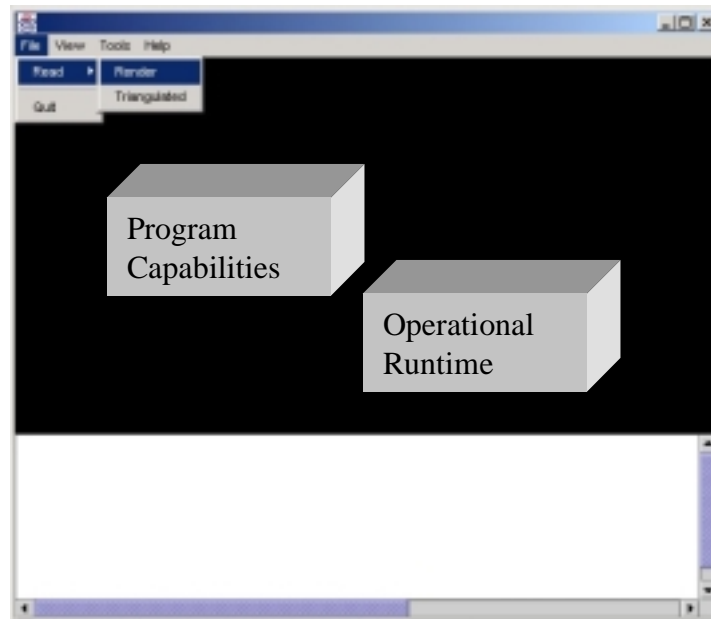 File View Tools Help
Read Render
Triangulated
Quit
Program
Capabilities
Operational
Runtime